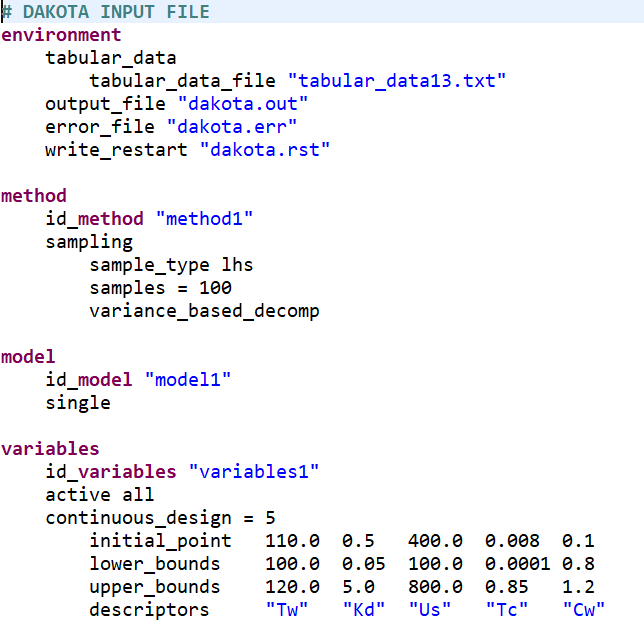 # DAKOTA INPUT FILE
environment
    tabular_data
        tabular_data_file "tabular_data13.txt"
    output_file "dakota.out"
    error_file "dakota.err"
    write_restart "dakota.rst"

method
    id_method "method1"
    sampling
        sample_type lhs
        samples = 100
        variance_based_decomp

model
    id_model "model1"
    single

variables
    id_variables "variables1"
    active all
    continuous_design = 5
        initial_point   110.0  0.5   400.0  0.008  0.1
        lower_bounds    100.0  0.05  100.0  0.0001 0.8
        upper_bounds    120.0  5.0   800.0  0.85   1.2
        descriptors     "Tw"   "Kd"  "Us"   "Tc"   "Cw"